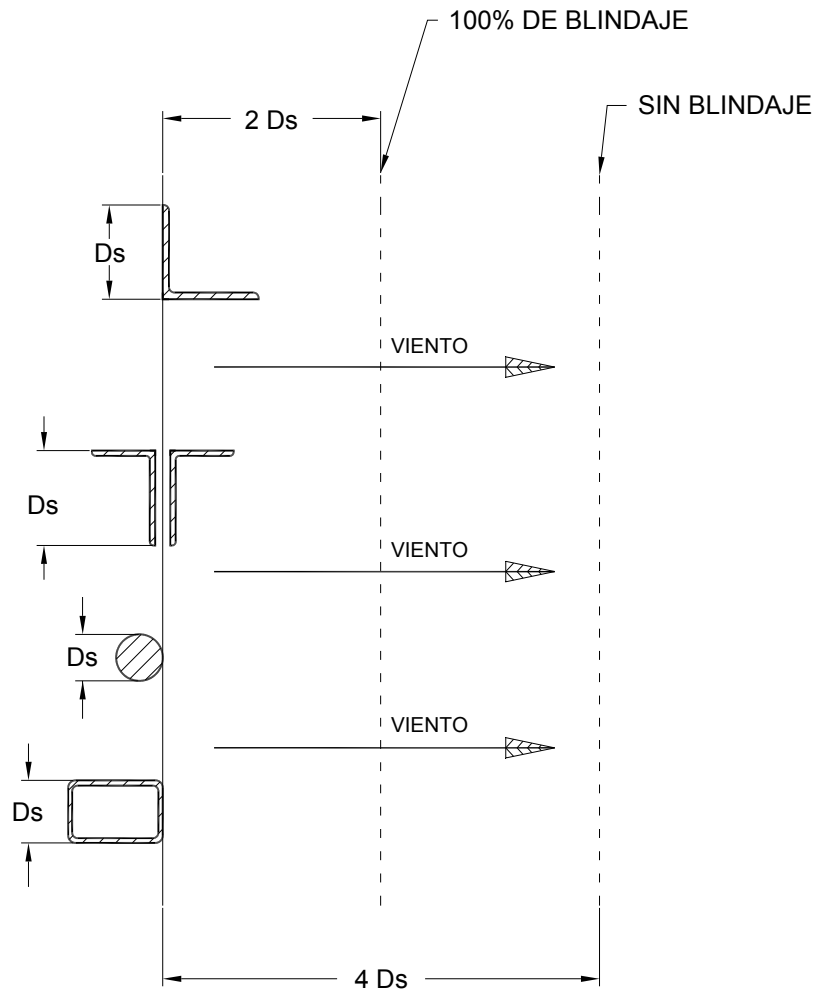 100% DE BLINDAJE
SIN BLINDAJE
2 Ds
Ds
VIENTO
Ds
VIENTO
Ds
VIENTO
Ds
4 Ds